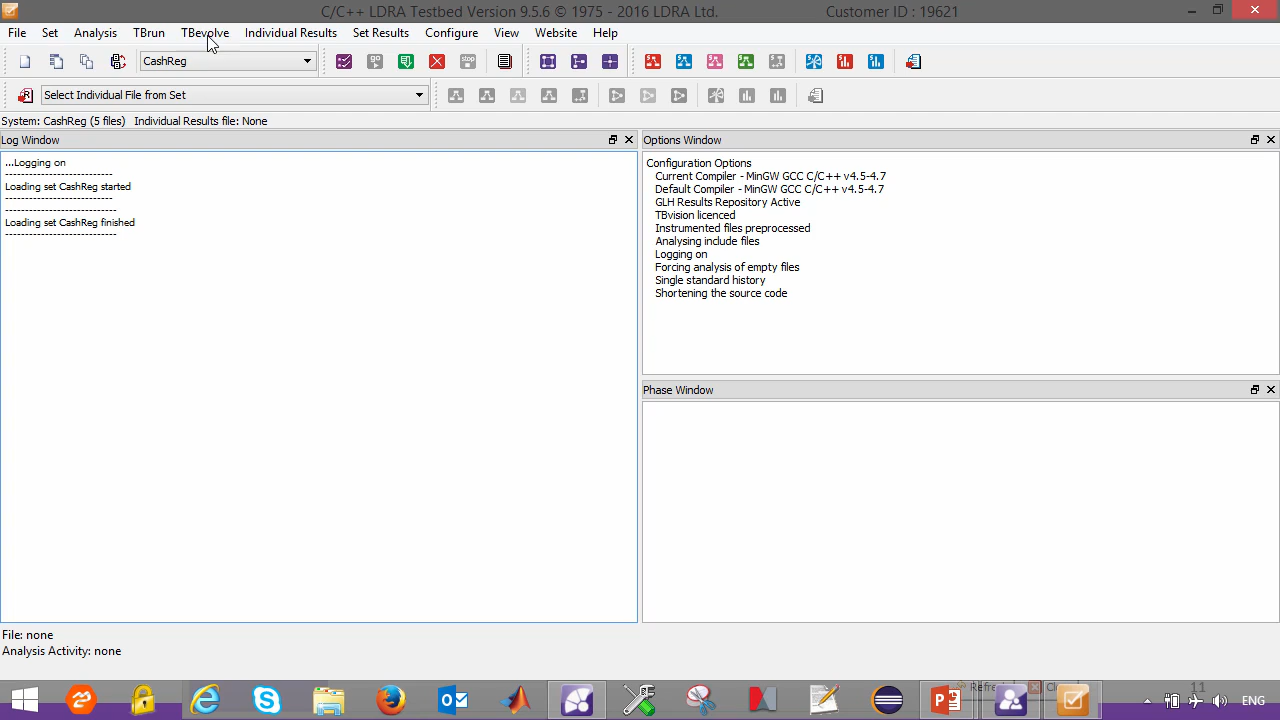 C/C++ LDRA Testbed Version 9.5.6 © 1975 - 2016 LDRA Ltd. Customer ID : 19621
File Set Analysis TBrun TBevolve Individual Results Set Results Configure View Website Help
go CashReg stop
Select Individual File from Set
System: CashReg (5 files) Individual Results file: None
Log Window
...Logging on
----------------------------
Loading set CashReg started
----------------------------
-----------------------------
Loading set CashReg finished
-----------------------------
Options Window
Configuration Options
Current Compiler - MinGW GCC C/C++ v4.5-4.7
Default Compiler - MinGW GCC C/C++ v4.5-4.7
GLH Results Repository Active
TBvision licenced
Instrumented files preprocessed
Analysing include files
Logging on
Forcing analysis of empty files
Single standard history
Shortening the source code
Phase Window
File: none
Analysis Activity: none
11
ENG